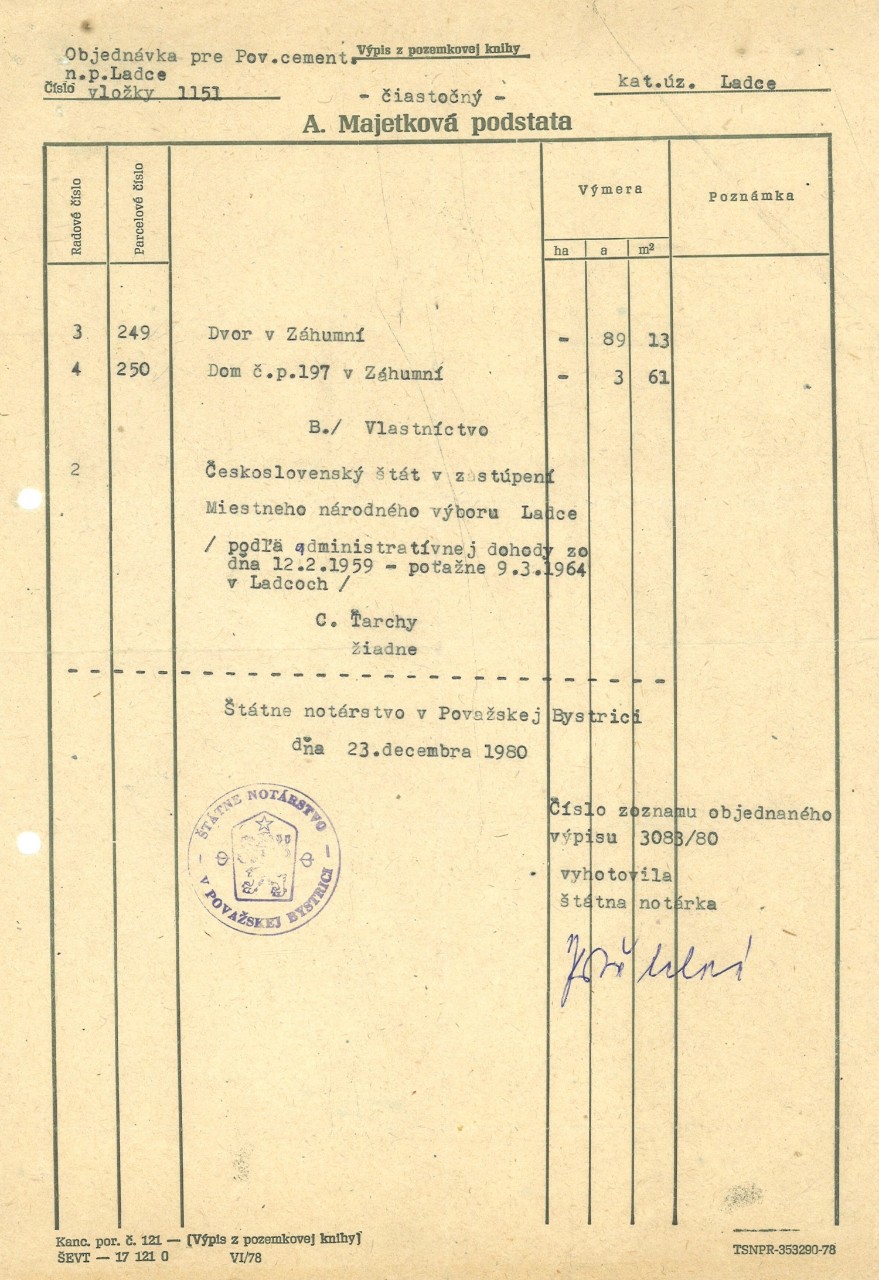 Výpis z pozemkovej knihy
Objednávka pre Pov.cement.
n.p.Ladce
Číslo vložky 1151
- čiastočný -
kat.úz. Ladce
A. Majetková podstata
Radové číslo
Parcelové číslo
Výmera
Poznámka
ha a m²
3 249 Dvor v Záhumní - 89 13
4 250 Dom č.p.197 v Záhumní - 3 61
B./ Vlastníctvo
2 Československý štát v zastúpení
Miestneho národného výboru Ladce
/ podľa administratívnej dohody zo
dňa 12.2.1959 - poťažne 9.3.1964
v Ladcoch /
C. Ťarchy
žiadne
Štátne notárstvo v Považskej Bystrici
dňa 23.decembra 1980
ŠTÁTNE NOTÁRSTVO
V POVAŽSKEJ BYSTRICI
Číslo zoznamu objednaného
výpisu 3083/80
vyhotovila
štátna notárka
Kanc. por. č. 121 — (Výpis z pozemkovej knihy)
ŠEVT — 17 121 0 VI/78
TSNPR-353290-78